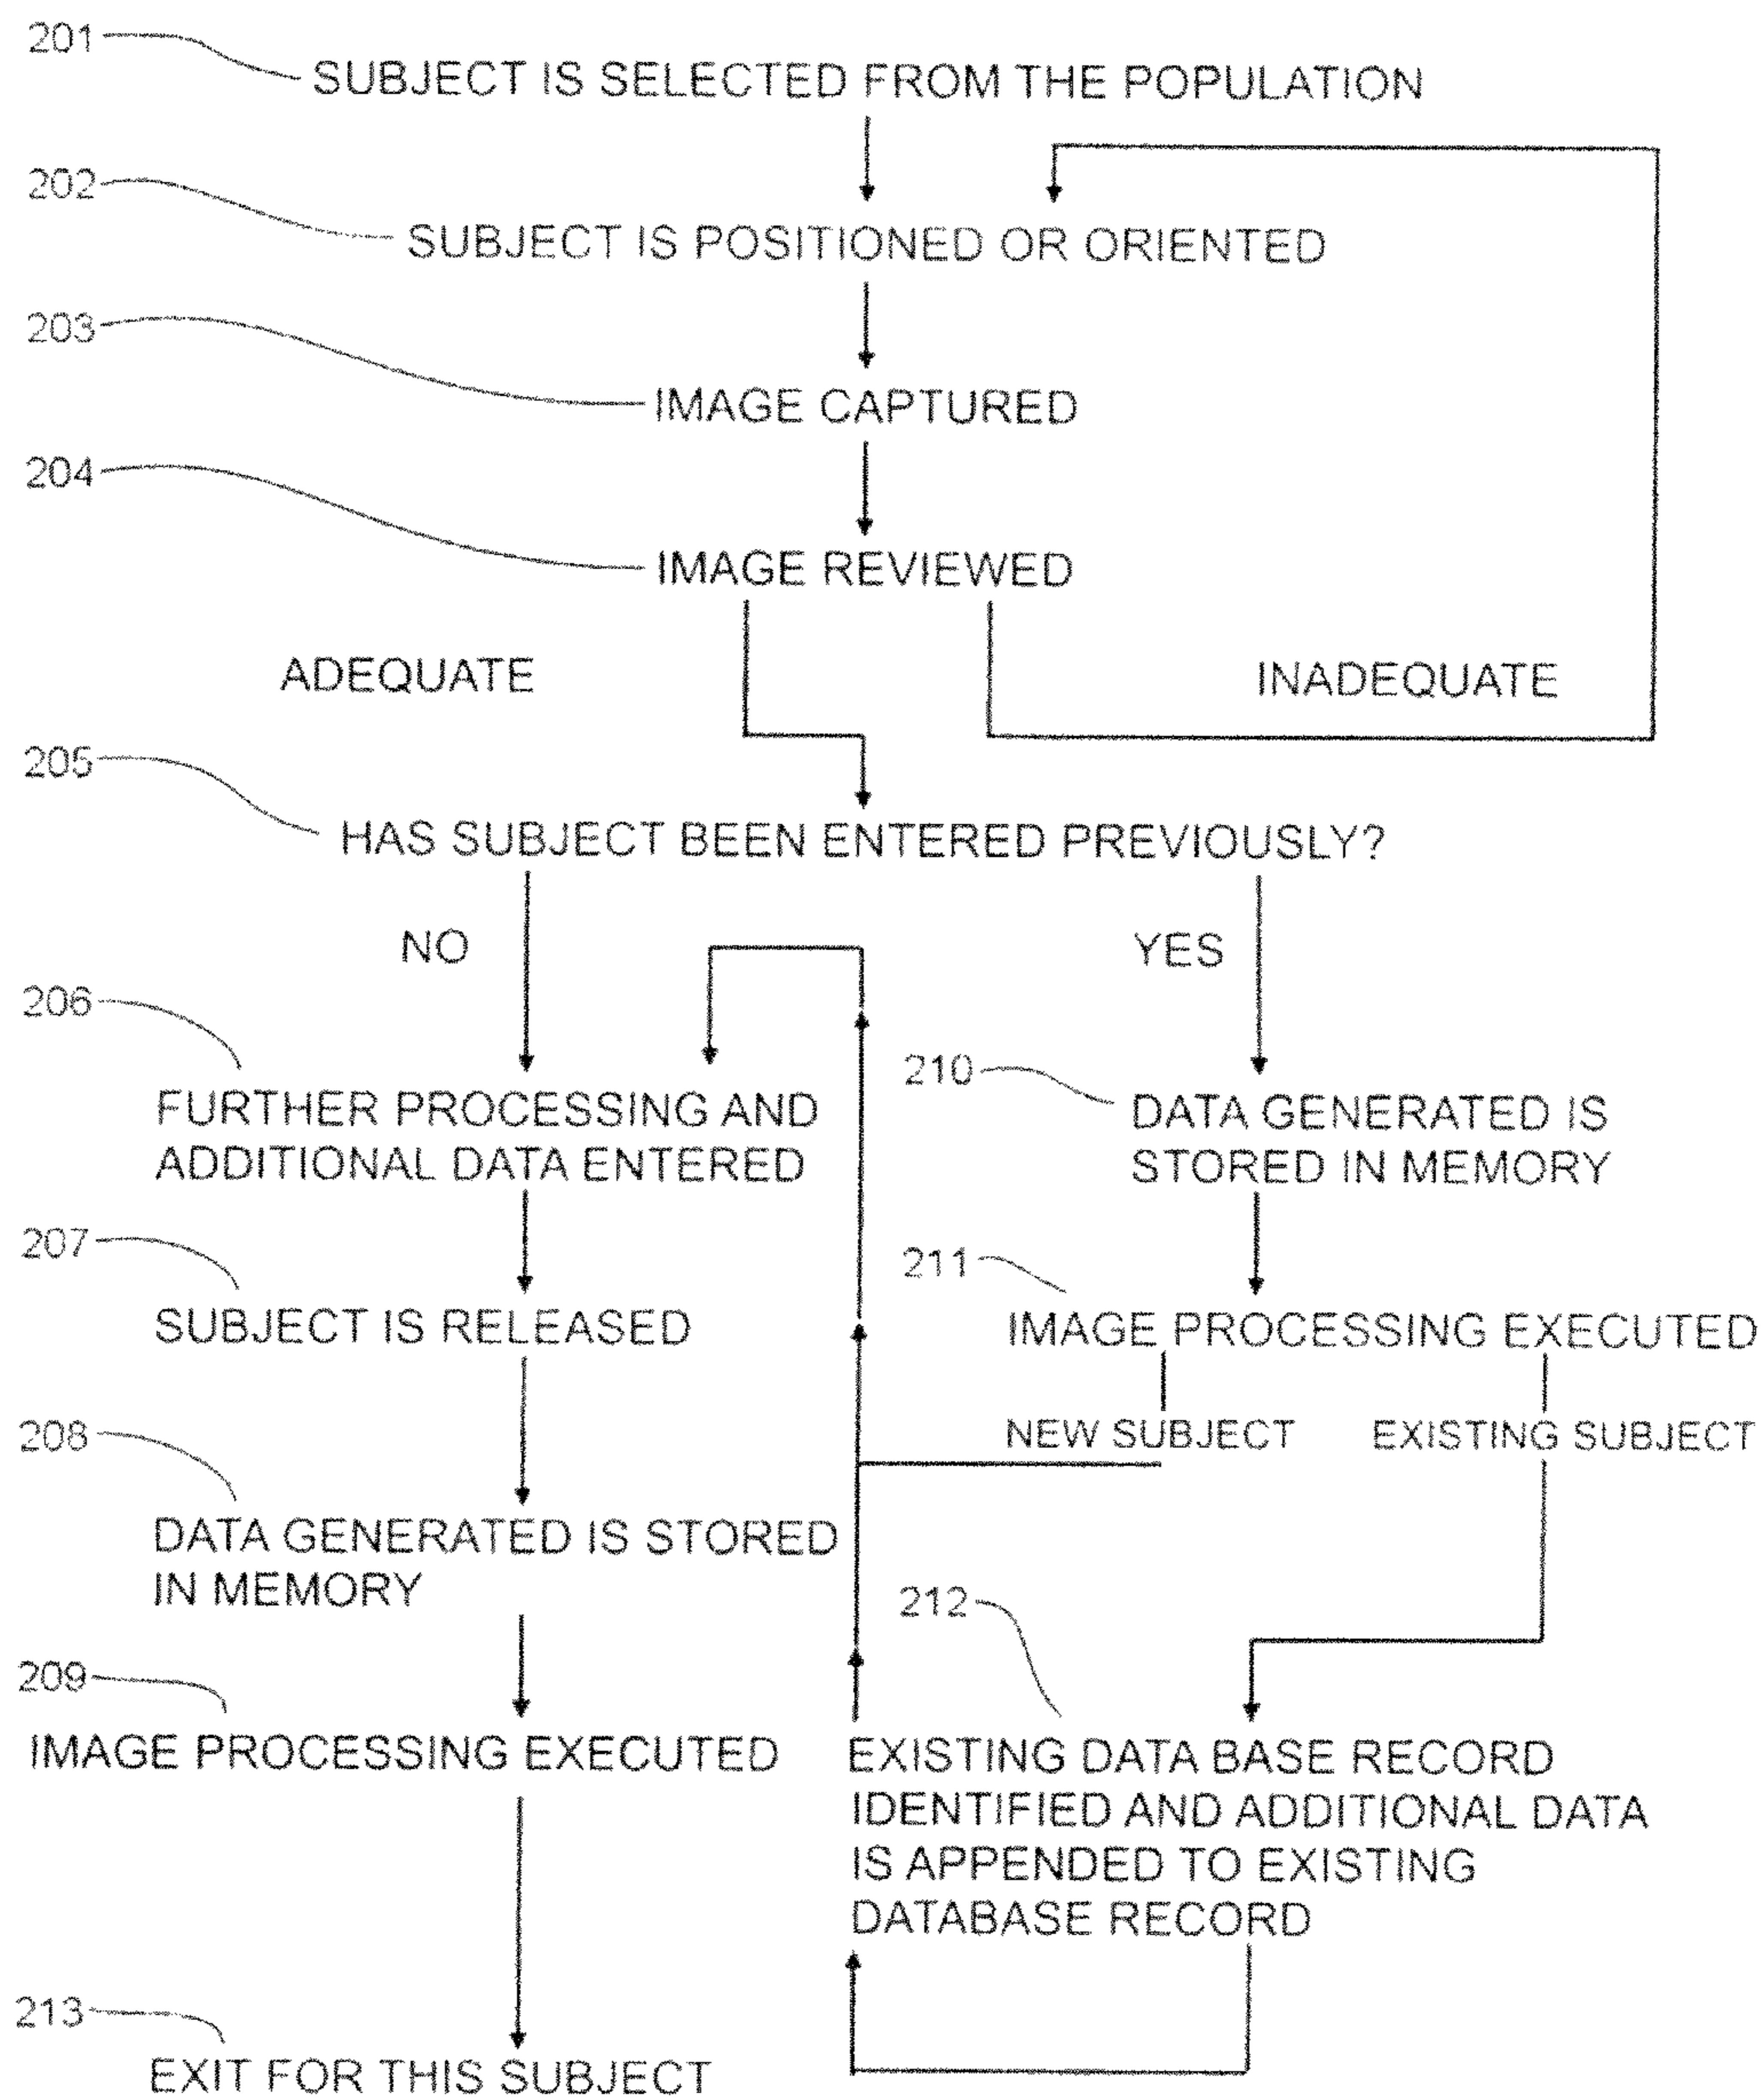 201
SUBJECT IS SELECTED FROM THE POPULATION
202
SUBJECT IS POSITIONED OR ORIENTED
203
IMAGE CAPTURED
204
IMAGE REVIEWED
ADEQUATE
INADEQUATE
205
HAS SUBJECT BEEN ENTERED PREVIOUSLY?
NO
YES
206
FURTHER PROCESSING AND
ADDITIONAL DATA ENTERED
207
SUBJECT IS RELEASED
208
DATA GENERATED IS STORED
IN MEMORY
209
IMAGE PROCESSING EXECUTED
210
DATA GENERATED IS
STORED IN MEMORY
211
IMAGE PROCESSING EXECUTED
NEW SUBJECT
EXISTING SUBJECT
212
EXISTING DATA BASE RECORD
IDENTIFIED AND ADDITIONAL DATA
IS APPENDED TO EXISTING
DATABASE RECORD
213
EXIT FOR THIS SUBJECT